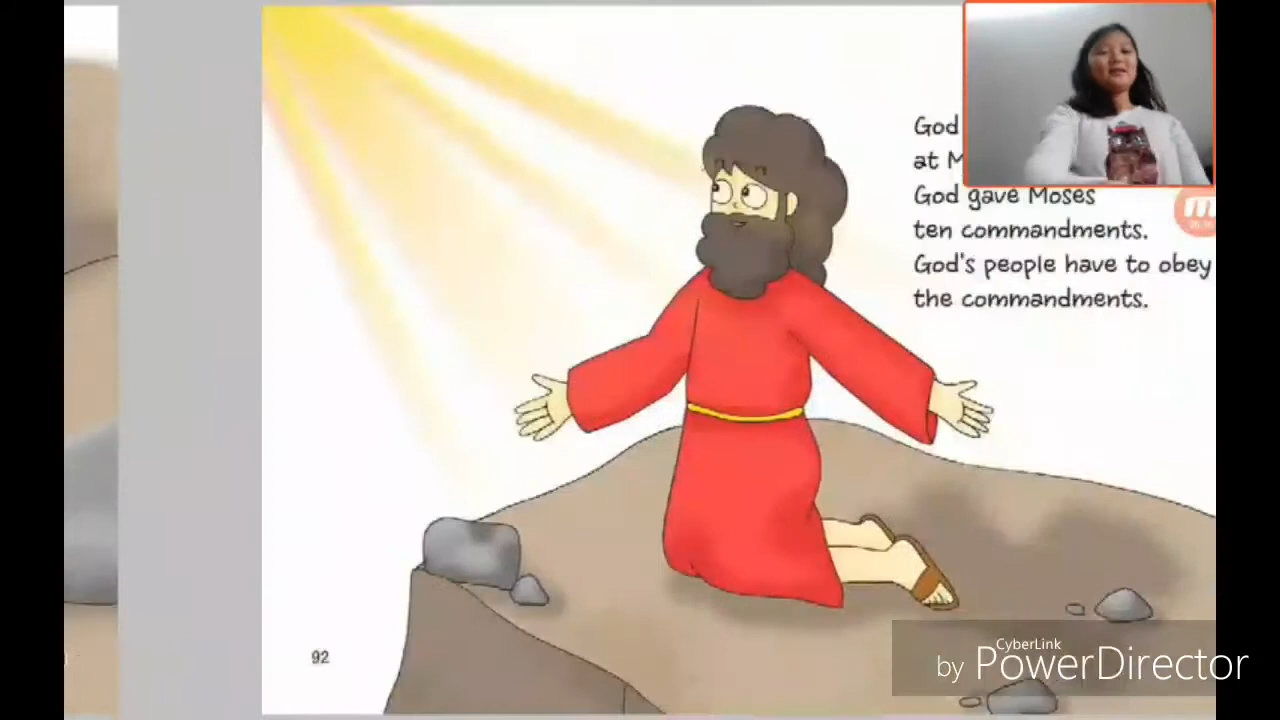 God
at M
God gave Moses
ten commandments.
God's people have to obey
the commandments.
92
CyberLink
by PowerDirector